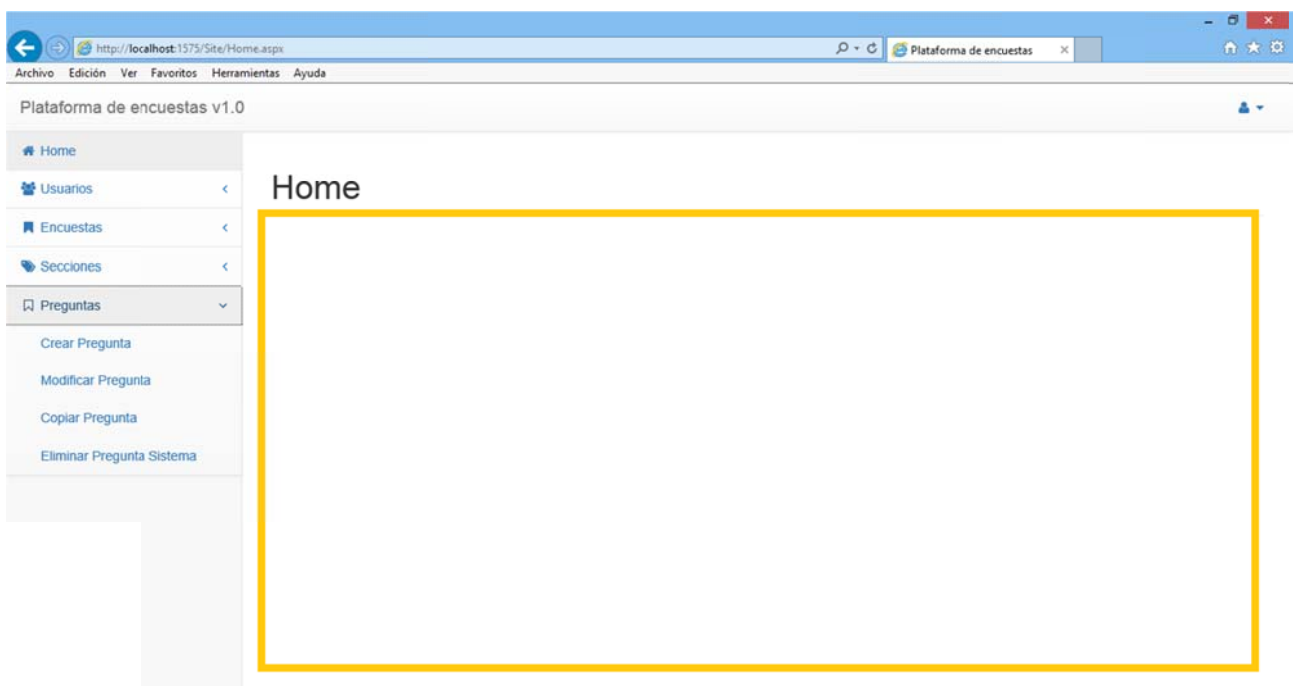 http://localhost:1575/Site/Home.aspx
Plataforma de encuestas
Archivo Edición Ver Favoritos Herramientas Ayuda
Plataforma de encuestas v1.0
Home
Usuarios
Encuestas
Secciones
Preguntas
Crear Pregunta
Modificar Pregunta
Copiar Pregunta
Eliminar Pregunta Sistema
Home